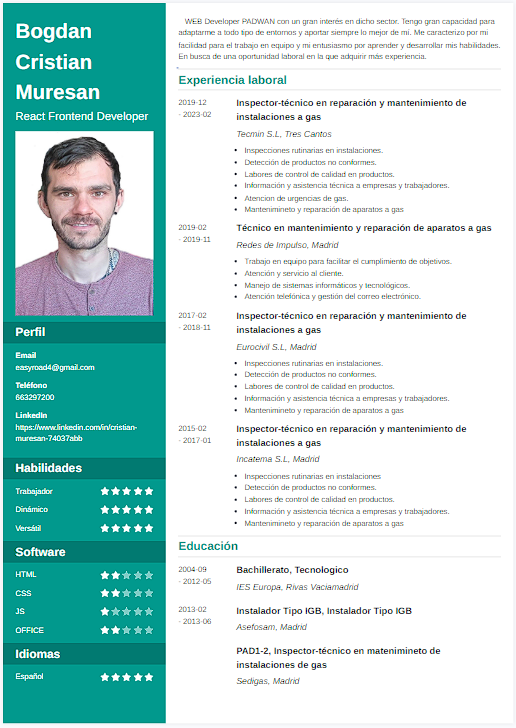 Bogdan
Cristian
Muresan
React Frontend Developer
Perfil
Email
easyroad4@gmail.com
Teléfono
663297200
LinkedIn
https://www.linkedin.com/in/cristian-
muresan-74037abb
Habilidades
Trabajador
Dinámico
Versátil
Software
HTML
CSS
JS
OFFICE
Idiomas
Español
WEB Developer PADWAN con un gran interés en dicho sector. Tengo gran capacidad para
adaptarme a todo tipo de entornos y aportar siempre lo mejor de mi. Me caracterizo por mi
facilidad para el trabajo en equipo y mi entusiasmo por aprender y desarrollar mis habilidades.
En busca de una oportunidad laboral en la que adquirir más experiencia.
Experiencia laboral
2019-12
- 2023-02
Inspector-técnico en reparación y mantenimiento de
instalaciones a gas
Tecmin S.L, Tres Cantos
• Inspecciones rutinarias en instalaciones.
• Detección de productos no conformes.
• Labores de control de calidad en productos.
• Información y asistencia técnica a empresas y trabajadores.
• Atencion de urgencias de gas.
• Mantenimineto y reparación de aparatos a gas
2019-02
- 2019-11
Técnico en mantenimiento y reparación de aparatos a gas
Redes de Impulso, Madrid
• Trabajo en equipo para facilitar el cumplimiento de objetivos.
• Atención y servicio al cliente.
• Manejo de sistemas informáticos y tecnológicos.
• Atención telefónica y gestión del correo electrónico.
2017-02
- 2018-11
Inspector-técnico en reparación y mantenimiento de
instalaciones a gas
Eurocivil S.L, Madrid
• Inspecciones rutinarias en instalaciones.
• Detección de productos no conformes.
• Labores de control de calidad en productos.
• Información y asistencia técnica a empresas y trabajadores.
• Mantenimineto y reparación de aparatos a gas
2015-02
- 2017-01
Inspector-técnico en reparación y mantenimiento de
instalaciones a gas
Incatema S.L, Madrid
• Inspecciones rutinarias en instalaciones
• Detección de productos no conformes.
• Labores de control de calidad en productos.
• Información y asistencia técnica a empresas y trabajadores.
• Mantenimineto y reparación de aparatos a gas
Educación
2004-09
- 2012-05
Bachillerato, Tecnologico
IES Europa, Rivas Vaciamadrid
2013-02
- 2013-06
Instalador Tipo IGB, Instalador Tipo IGB
Asefosam, Madrid
PAD1-2, Inspector-técnico en matenimineto de
instalaciones de gas
Sedigas, Madrid